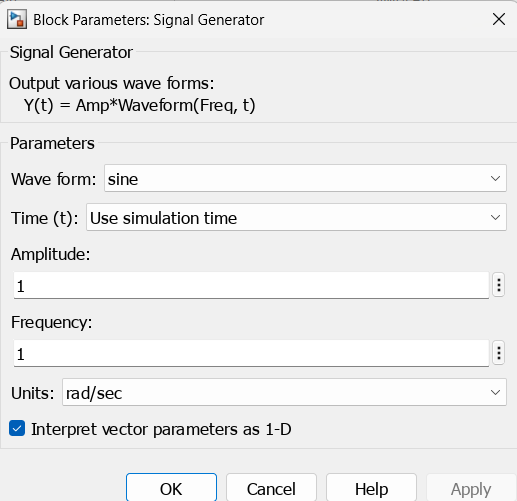 Block Parameters: Signal Generator
Signal Generator
Output various wave forms:
Y(t) = Amp*Waveform(Freq, t)
Parameters
Wave form: sine
Time (t): Use simulation time
Amplitude:
1
Frequency:
1
Units: rad/sec
Interpret vector parameters as 1-D
OK Cancel Help Apply